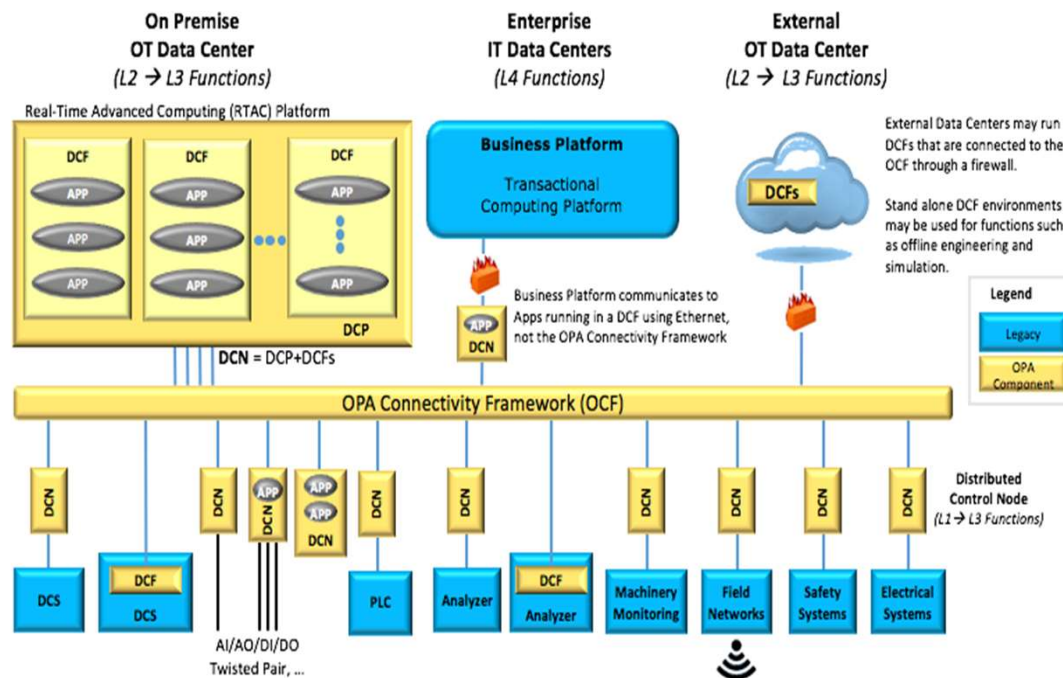 On Premise
OT Data Center
(L2 → L3 Functions)
Enterprise
IT Data Centers
(L4 Functions)
External
OT Data Center
(L2 → L3 Functions)
Real-Time Advanced Computing (RTAC) Platform
DCF
APP
APP
APP
DCF
APP
APP
APP
DCF
APP
APP
DCP
DCN = DCP+DCFs
Business Platform
Transactional
Computing Platform
APP
DCN
Business Platform communicates to
Apps running in a DCF using Ethernet,
not the OPA Connectivity Framework
DCFs
External Data Centers may run
DCFs that are connected to the
OCF through a firewall.
Stand alone DCF environments
may be used for functions such
as offline engineering and
simulation.
Legend
Legacy
OPA
Component
OPA Connectivity Framework (OCF)
DCN
DCN
APP
DCN
APP
APP
DCN
DCN
DCN
DCN
DCN
DCN
DCN
Distributed
Control Node
(L1→ L3 Functions)
DCS
DCF
DCS
PLC
Analyzer
DCF
Analyzer
Machinery
Monitoring
Field
Networks
Safety
Systems
Electrical
Systems
AI/AO/DI/DO
Twisted Pair, ...